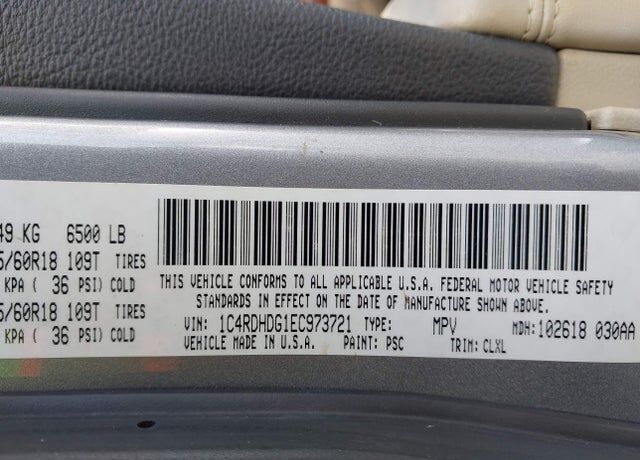 49 KG 6500 LB
5/60R18 109T TIRES
KPA ( 36 PSI) COLD
5/60R18 109T TIRES
KPA ( 36 PSI) COLD
THIS VEHICLE CONFORMS TO ALL APPLICABLE U.S.A. FEDERAL MOTOR VEHICLE SAFETY
STANDARDS IN EFFECT ON THE DATE OF MANUFACTURE SHOWN ABOVE.
VIN: 1C4RDHDG1EC973721 TYPE: MPV MDH: 102618 030AA
VEHICLE MADE IN U.S.A. PAINT: PSC TRIM: CLXL